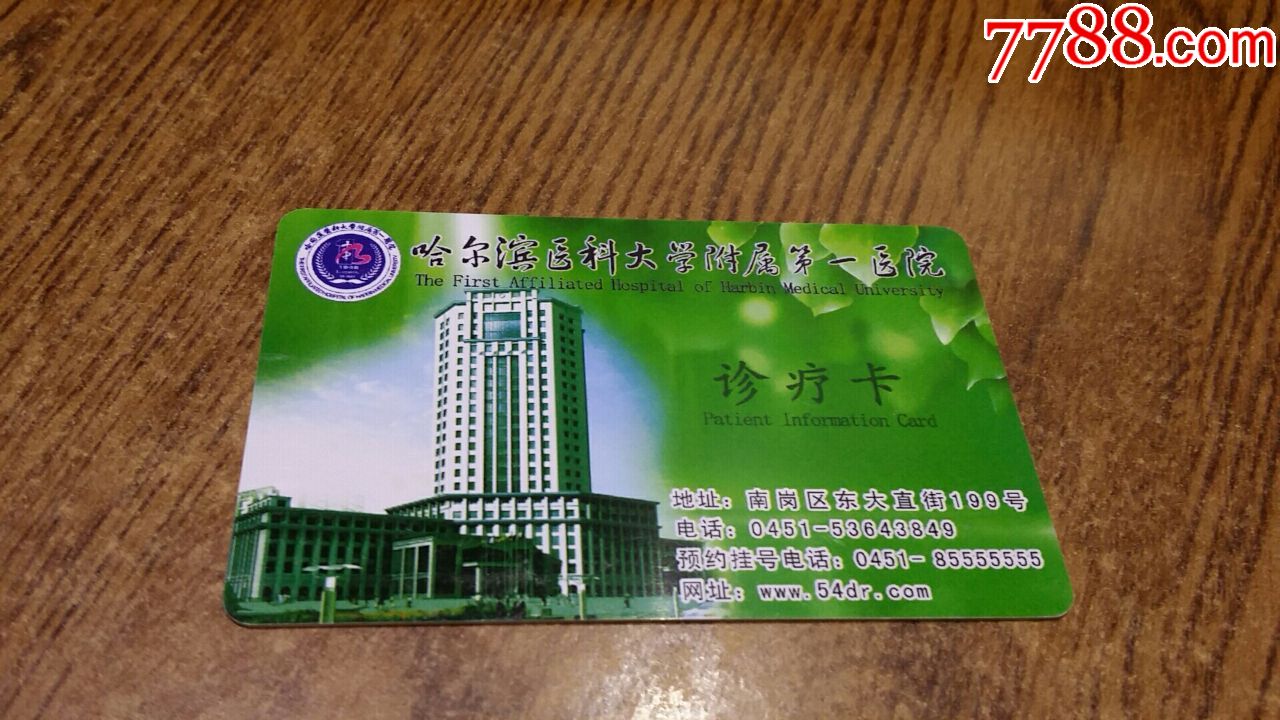 7788.com
哈尔滨医科大学附属第一医院
The First Affiliated Hospital of Harbin Medical University
诊疗卡
Patient Information Card
地址：南岗区东大直街199号
电话：0451-53643849
预约挂号电话：0451-85555555
网址：www.54dr.com